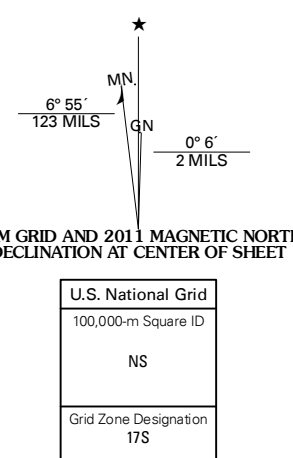 MN.
GN
6° 55´
123 MILS
0° 6´
2 MILS
M GRID AND 2011 MAGNETIC NORT
DECLINATION AT CENTER OF SHEET
U.S. National Grid
100,000-m Square ID
NS
Grid Zone Designation
17S